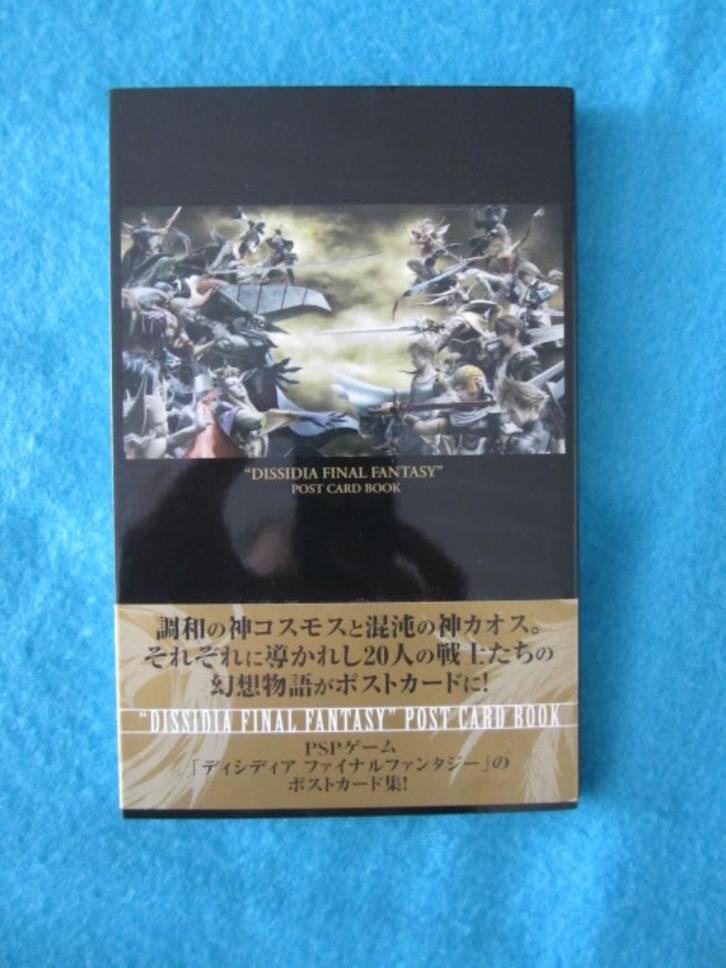 “DISSIDIA FINAL FANTASY”
POST CARD BOOK
調和の神コスモスと混沌の神カオス。
それぞれに導かれし20人の戦士たちの
幻想物語がポストカードに!
“DISSIDIA FINAL FANTASY” POST CARD BOOK
PSPゲーム
「ディシディア ファイナルファンタジー」の
ポストカード集!